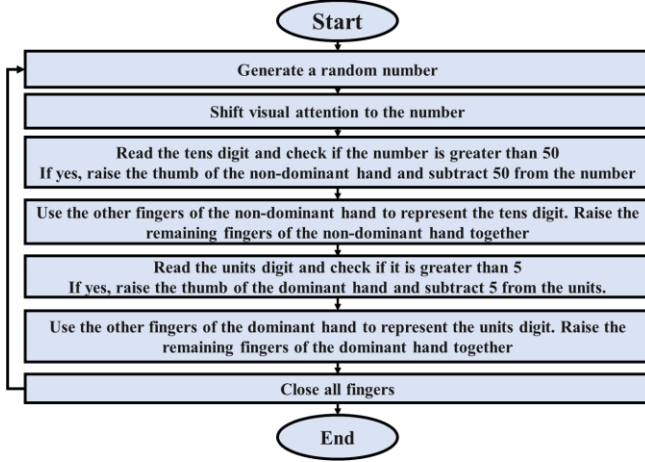 Start
Generate a random number
Shift visual attention to the number
Read the tens digit and check if the number is greater than 50
If yes, raise the thumb of the non-dominant hand and subtract 50 from the number
Use the other fingers of the non-dominant hand to represent the tens digit. Raise the
remaining fingers of the non-dominant hand together
Read the units digit and check if it is greater than 5
If yes, raise the thumb of the dominant hand and subtract 5 from the units.
Use the other fingers of the dominant hand to represent the units digit. Raise the
remaining fingers of the dominant hand together
Close all fingers
End